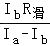 I_b R_滑
I_a - I_b